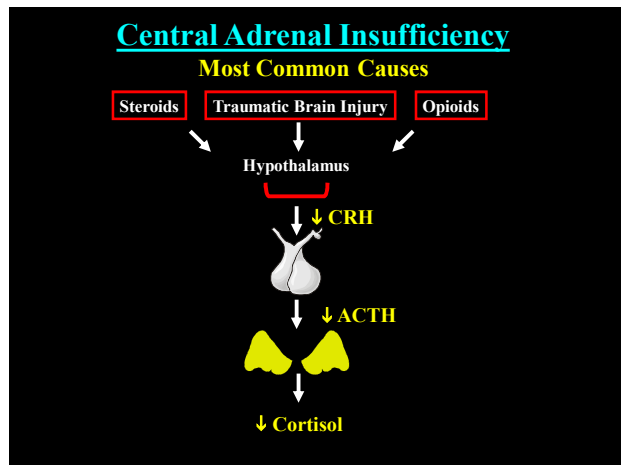 Central Adrenal Insufficiency
Most Common Causes
Steroids
Traumatic Brain Injury
Opioids
Hypothalamus
↓ CRH
↓ ACTH
↓ Cortisol